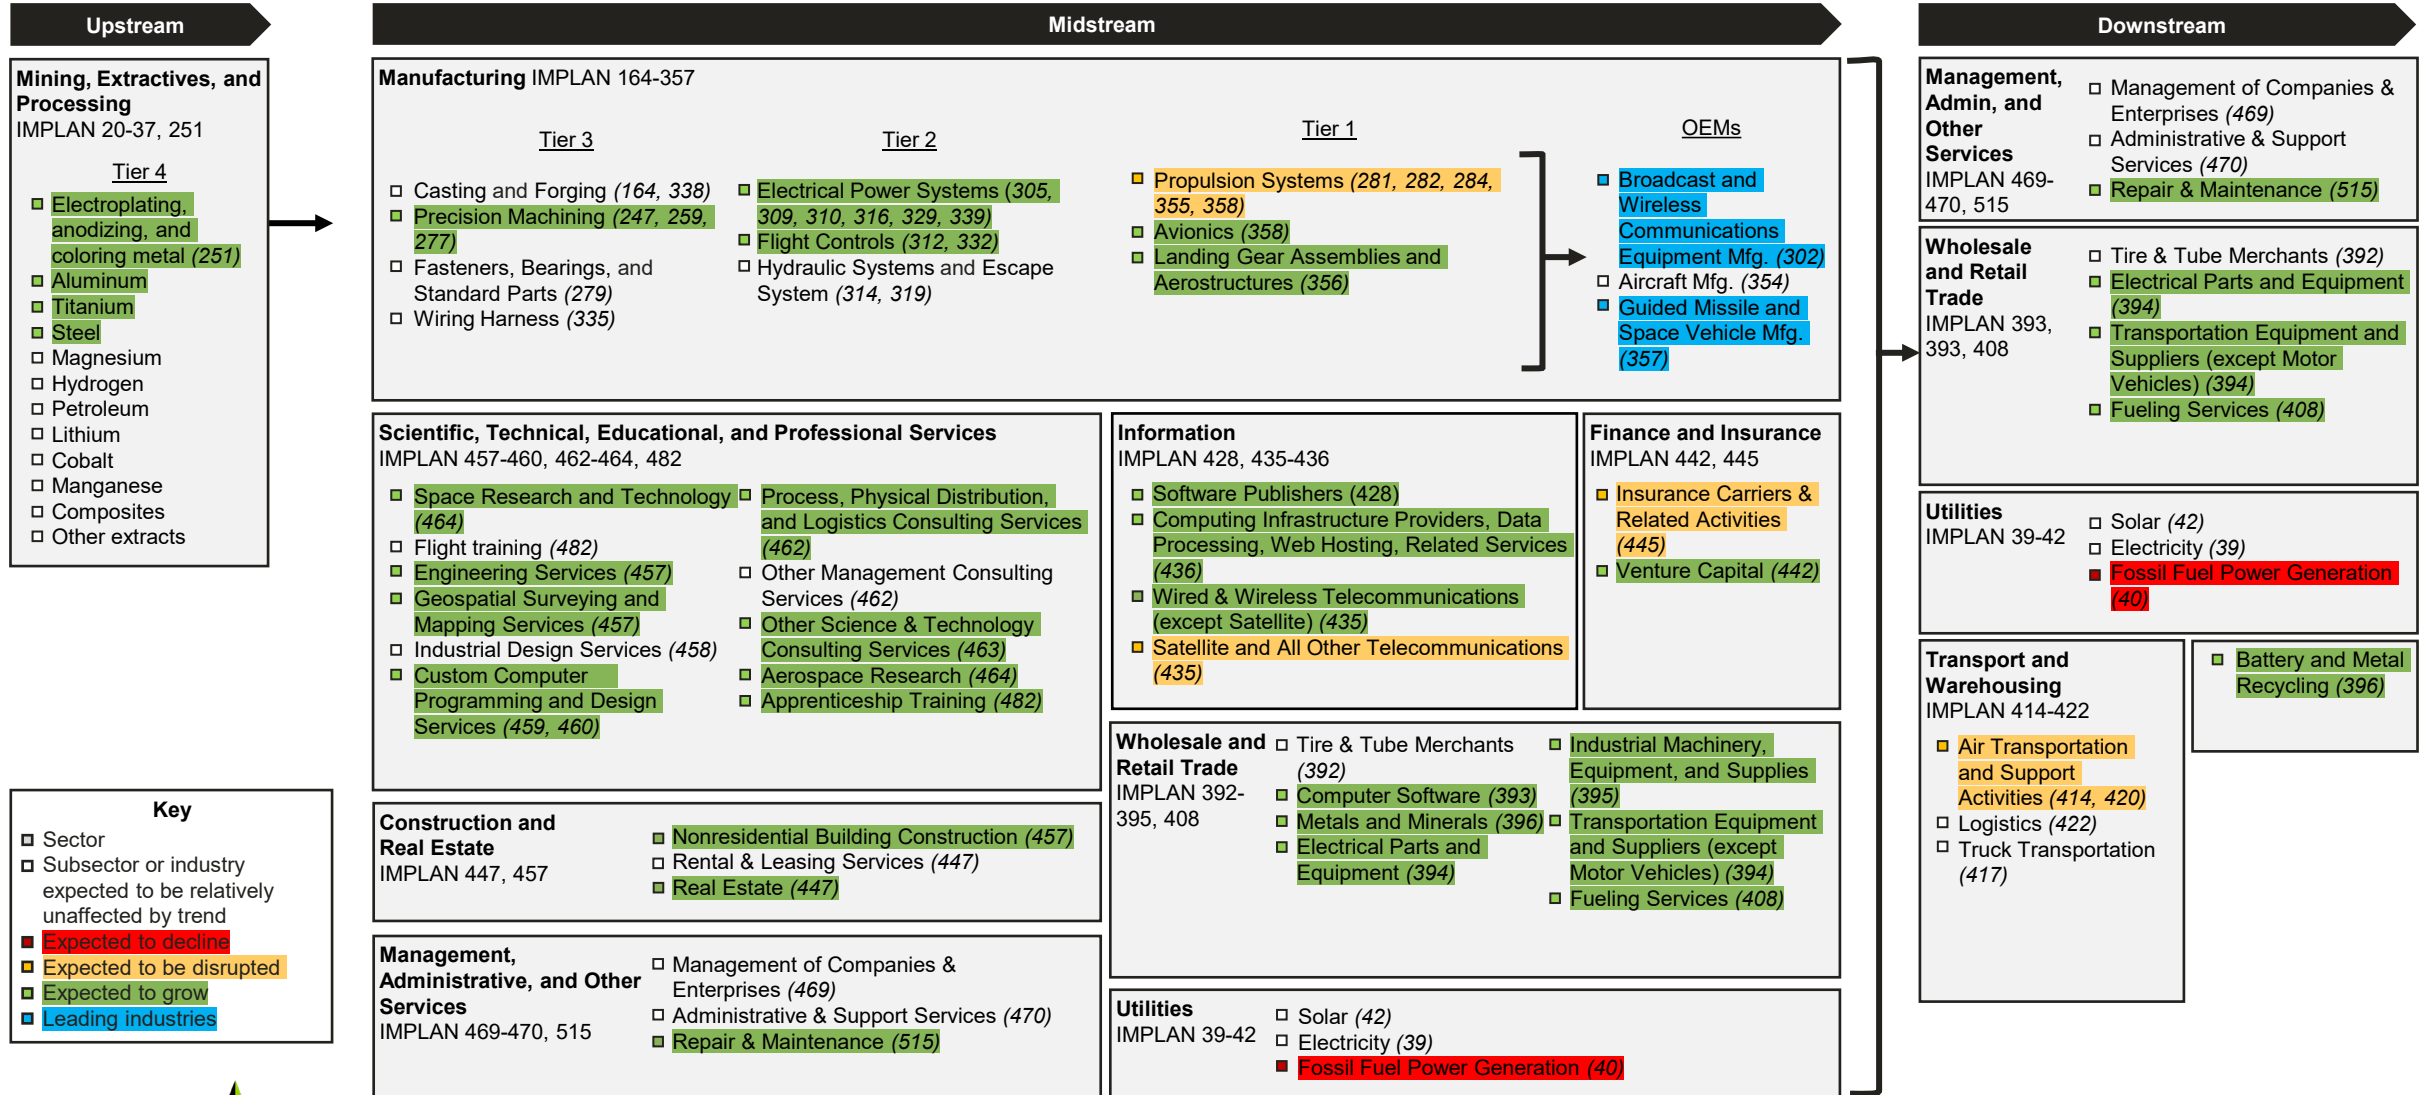 Upstream
Midstream
Downstream
Mining, Extractives, and
Processing
IMPLAN 20-37, 251
Tier 4
Electroplating,
anodizing, and
coloring metal (251)
Aluminum
Titanium
Steel
Magnesium
Hydrogen
Petroleum
Lithium
Cobalt
Manganese
Composites
Other extracts
Manufacturing IMPLAN 164-357
Tier 3
Casting and Forging (164, 338)
Precision Machining (247, 259,
277)
Fasteners, Bearings, and
Standard Parts (279)
Wiring Harness (335)
Tier 2
Electrical Power Systems (305,
309, 310, 316, 329, 339)
Flight Controls (312, 332)
Hydraulic Systems and Escape
System (314, 319)
Tier 1
Propulsion Systems (281, 282, 284,
355, 358)
Avionics (358)
Landing Gear Assemblies and
Aerostructures (356)
OEMs
Broadcast and
Wireless
Communications
Equipment Mfg. (302)
Aircraft Mfg. (354)
Guided Missile and
Space Vehicle Mfg.
(357)
Scientific, Technical, Educational, and Professional Services
IMPLAN 457-460, 462-464, 482
Space Research and Technology
(464)
Flight training (482)
Engineering Services (457)
Geospatial Surveying and
Mapping Services (457)
Industrial Design Services (458)
Custom Computer
Programming and Design
Services (459, 460)
Process, Physical Distribution,
and Logistics Consulting Services
(462)
Other Management Consulting
Services (462)
Other Science & Technology
Consulting Services (463)
Aerospace Research (464)
Apprenticeship Training (482)
Information
IMPLAN 428, 435-436
Software Publishers (428)
Computing Infrastructure Providers, Data
Processing, Web Hosting, Related Services
(436)
Wired & Wireless Telecommunications
(except Satellite) (435)
Satellite and All Other Telecommunications
(435)
Finance and Insurance
IMPLAN 442, 445
Insurance Carriers &
Related Activities
(445)
Venture Capital (442)
Construction and
Real Estate
IMPLAN 447, 457
Nonresidential Building Construction (457)
Rental & Leasing Services (447)
Real Estate (447)
Management,
Administrative, and Other
Services
IMPLAN 469-470, 515
Management of Companies &
Enterprises (469)
Administrative & Support Services (470)
Repair & Maintenance (515)
Wholesale and
Retail Trade
IMPLAN 392-
395, 408
Tire & Tube Merchants
(392)
Computer Software (393)
Metals and Minerals (396)
Electrical Parts and
Equipment (394)
Industrial Machinery,
Equipment, and Supplies
(395)
Transportation Equipment
and Suppliers (except
Motor Vehicles) (394)
Fueling Services (408)
Utilities
IMPLAN 39-42
Solar (42)
Electricity (39)
Fossil Fuel Power Generation (40)
Management,
Admin, and
Other
Services
IMPLAN 469-
470, 515
Management of Companies &
Enterprises (469)
Administrative & Support
Services (470)
Repair & Maintenance (515)
Wholesale
and Retail
Trade
IMPLAN 393,
393, 408
Tire & Tube Merchants (392)
Electrical Parts and Equipment
(394)
Transportation Equipment and
Suppliers (except Motor
Vehicles) (394)
Fueling Services (408)
Utilities
IMPLAN 39-42
Solar (42)
Electricity (39)
Fossil Fuel Power Generation
(40)
Transport and
Warehousing
IMPLAN 414-422
Air Transportation
and Support
Activities (414, 420)
Logistics (422)
Truck Transportation
(417)
Battery and Metal
Recycling (396)
Key
Sector
Subsector or industry
expected to be relatively
unaffected by trend
Expected to decline
Expected to be disrupted
Expected to grow
Leading industries